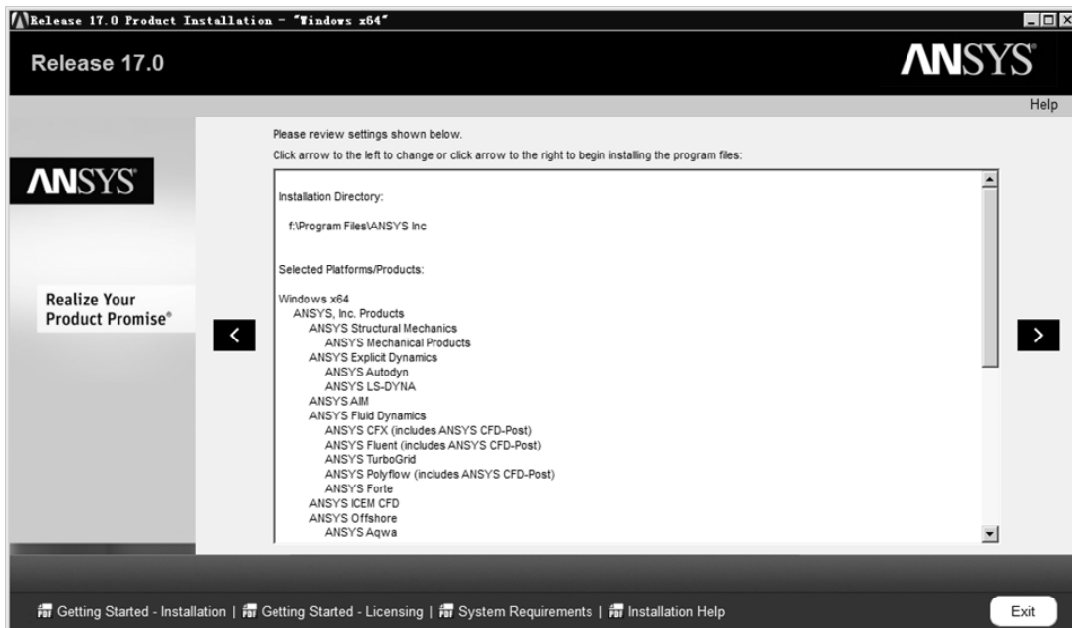 Release 17.0 Product Installation - "Windows x64"
Release 17.0
ANSYS®
Help
ANSYS®
Realize Your
Product Promise®
Please review settings shown below.
Click arrow to the left to change or click arrow to the right to begin installing the program files:
Installation Directory:
f:\Program Files\ANSYS Inc
Selected Platforms/Products:
Windows x64
ANSYS, Inc. Products
ANSYS Structural Mechanics
ANSYS Mechanical Products
ANSYS Explicit Dynamics
ANSYS Autodyn
ANSYS LS-DYNA
ANSYS AIM
ANSYS Fluid Dynamics
ANSYS CFX (includes ANSYS CFD-Post)
ANSYS Fluent (includes ANSYS CFD-Post)
ANSYS TurboGrid
ANSYS Polyflow (includes ANSYS CFD-Post)
ANSYS Forte
ANSYS ICEM CFD
ANSYS Offshore
ANSYS Aqwa
PDF Getting Started - Installation | PDF Getting Started - Licensing | PDF System Requirements | PDF Installation Help
Exit